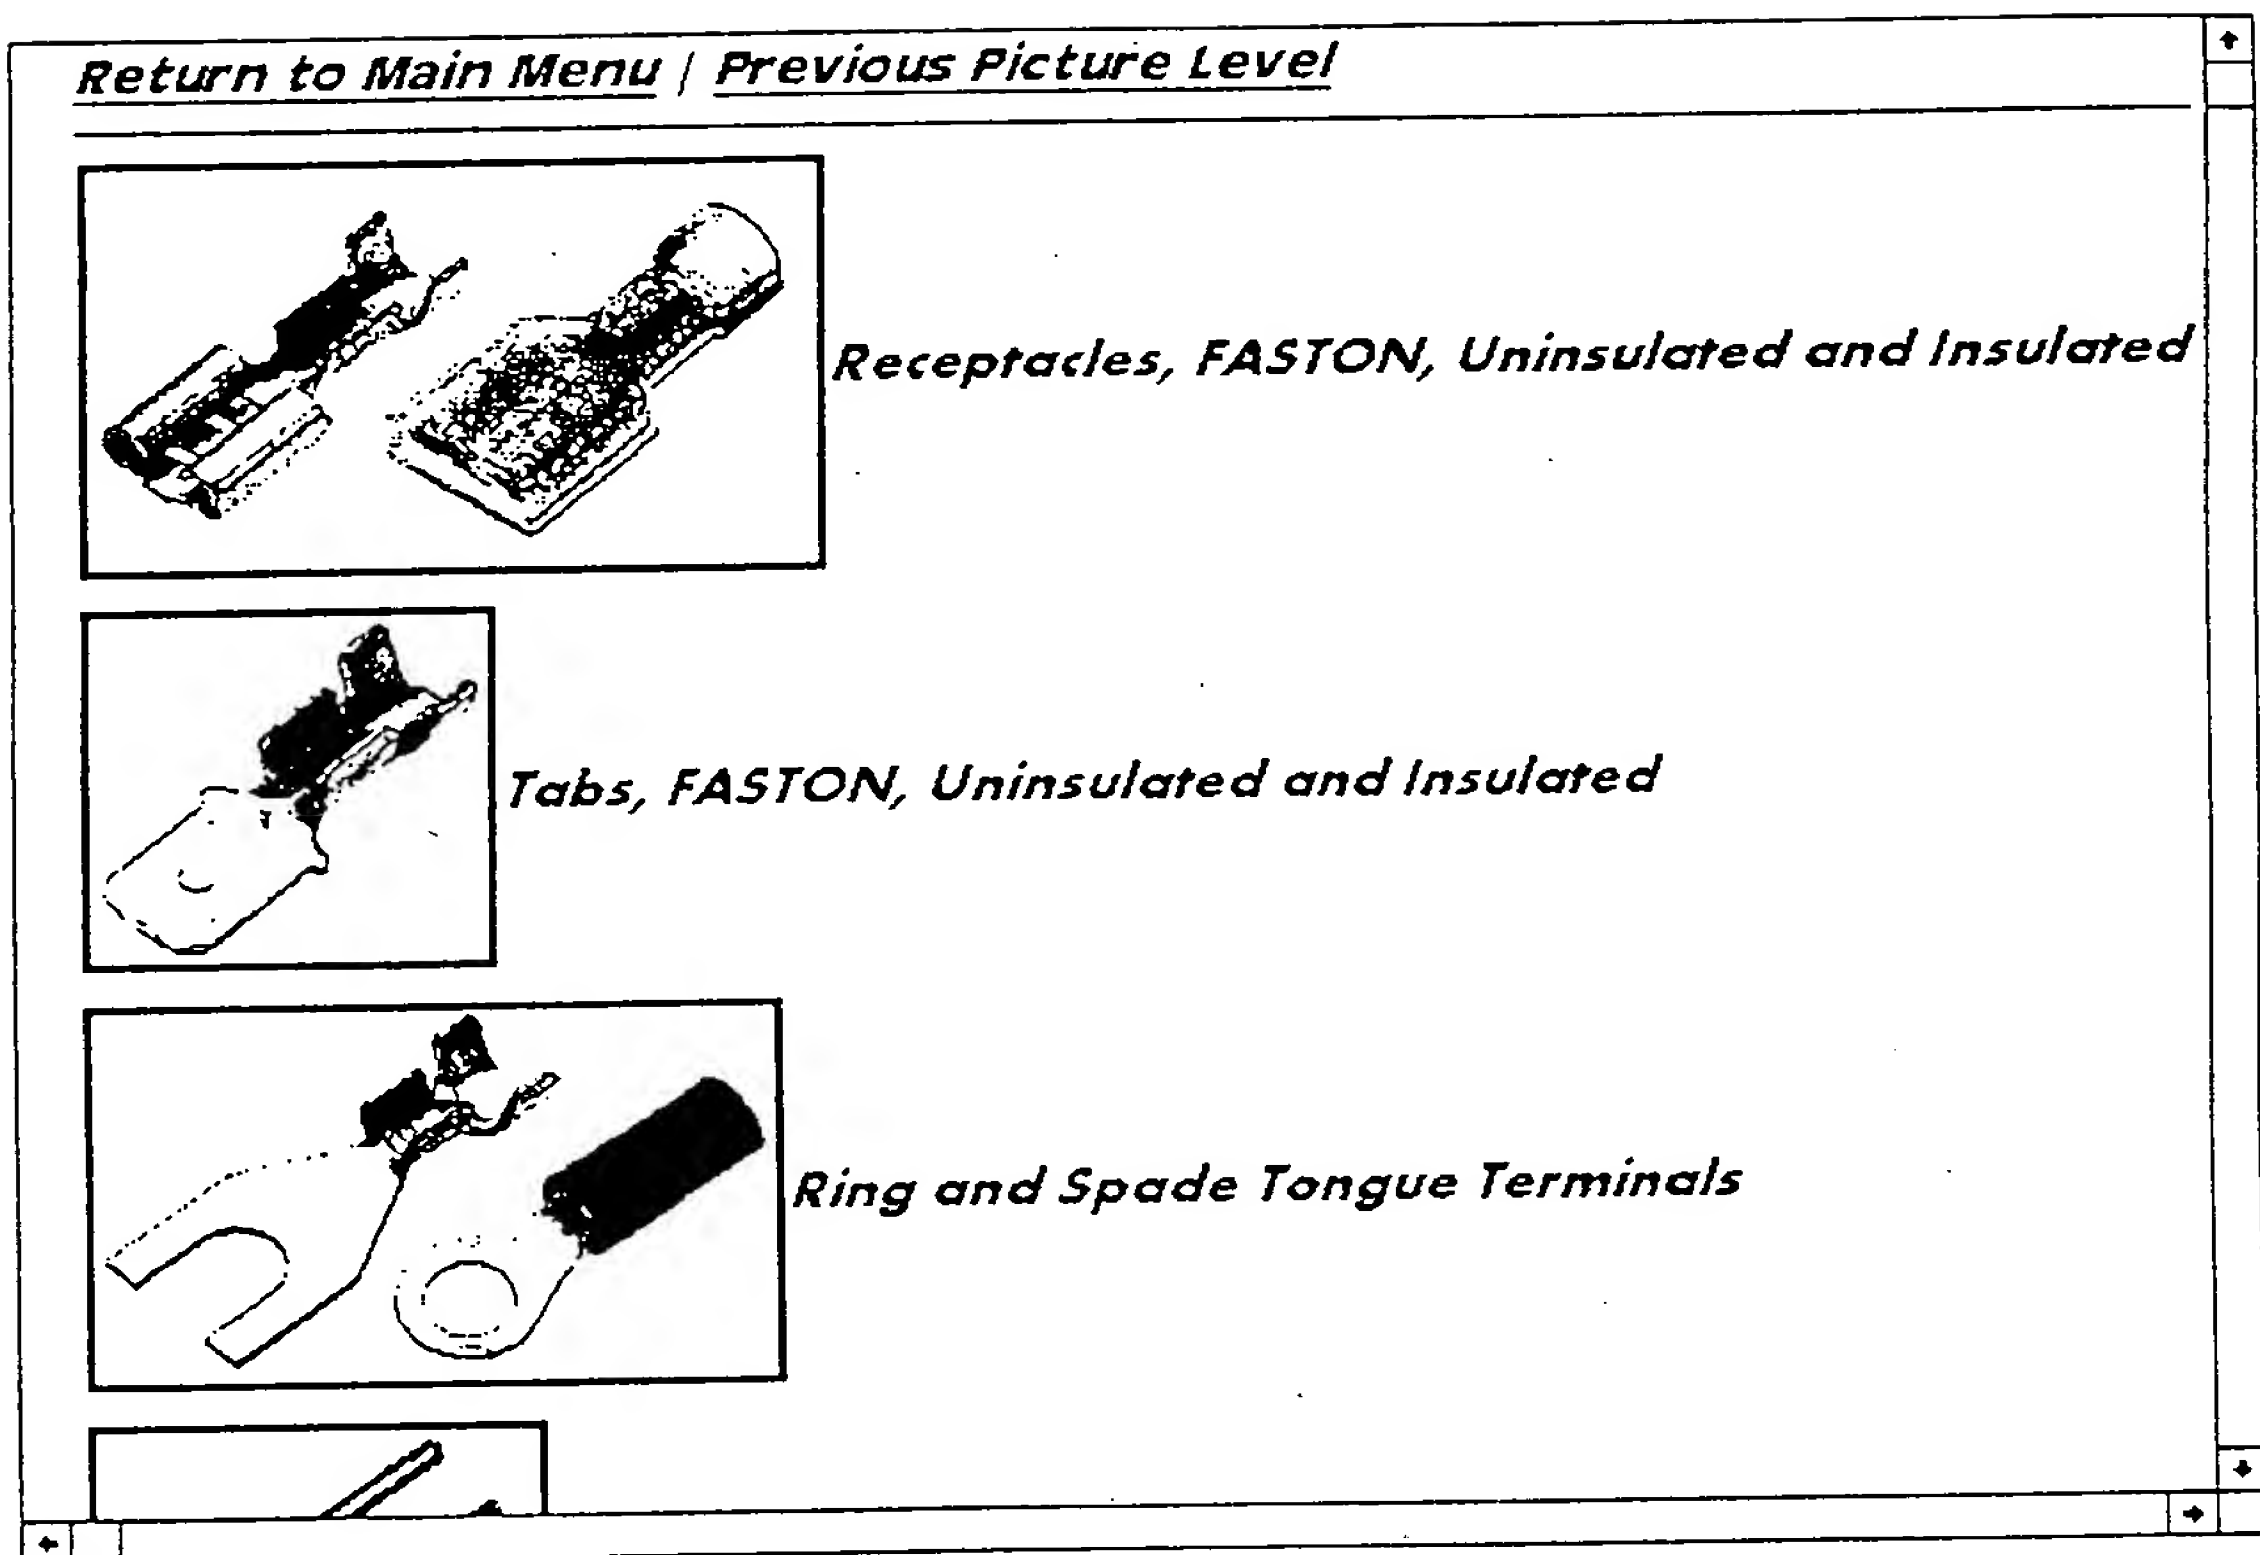 Return to Main Menu / Previous Picture Level
Receptacles, FASTON, Uninsulated and Insulated
Tabs, FASTON, Uninsulated and Insulated
Ring and Spade Tongue Terminals